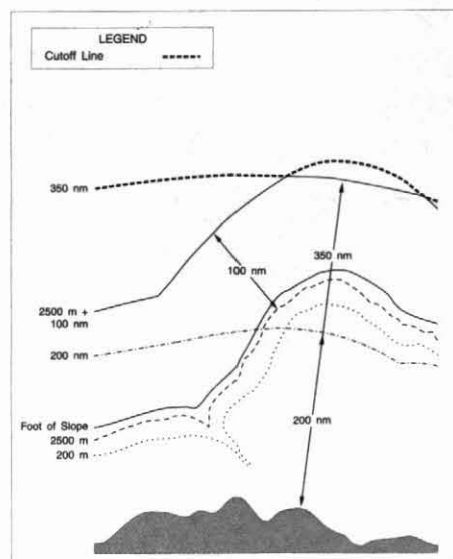 LEGEND
Cutoff Line
350 nm
350 nm
100 nm
2500 m +
100 nm
200 nm
200 nm
Foot of Slope
2500 m
200 m